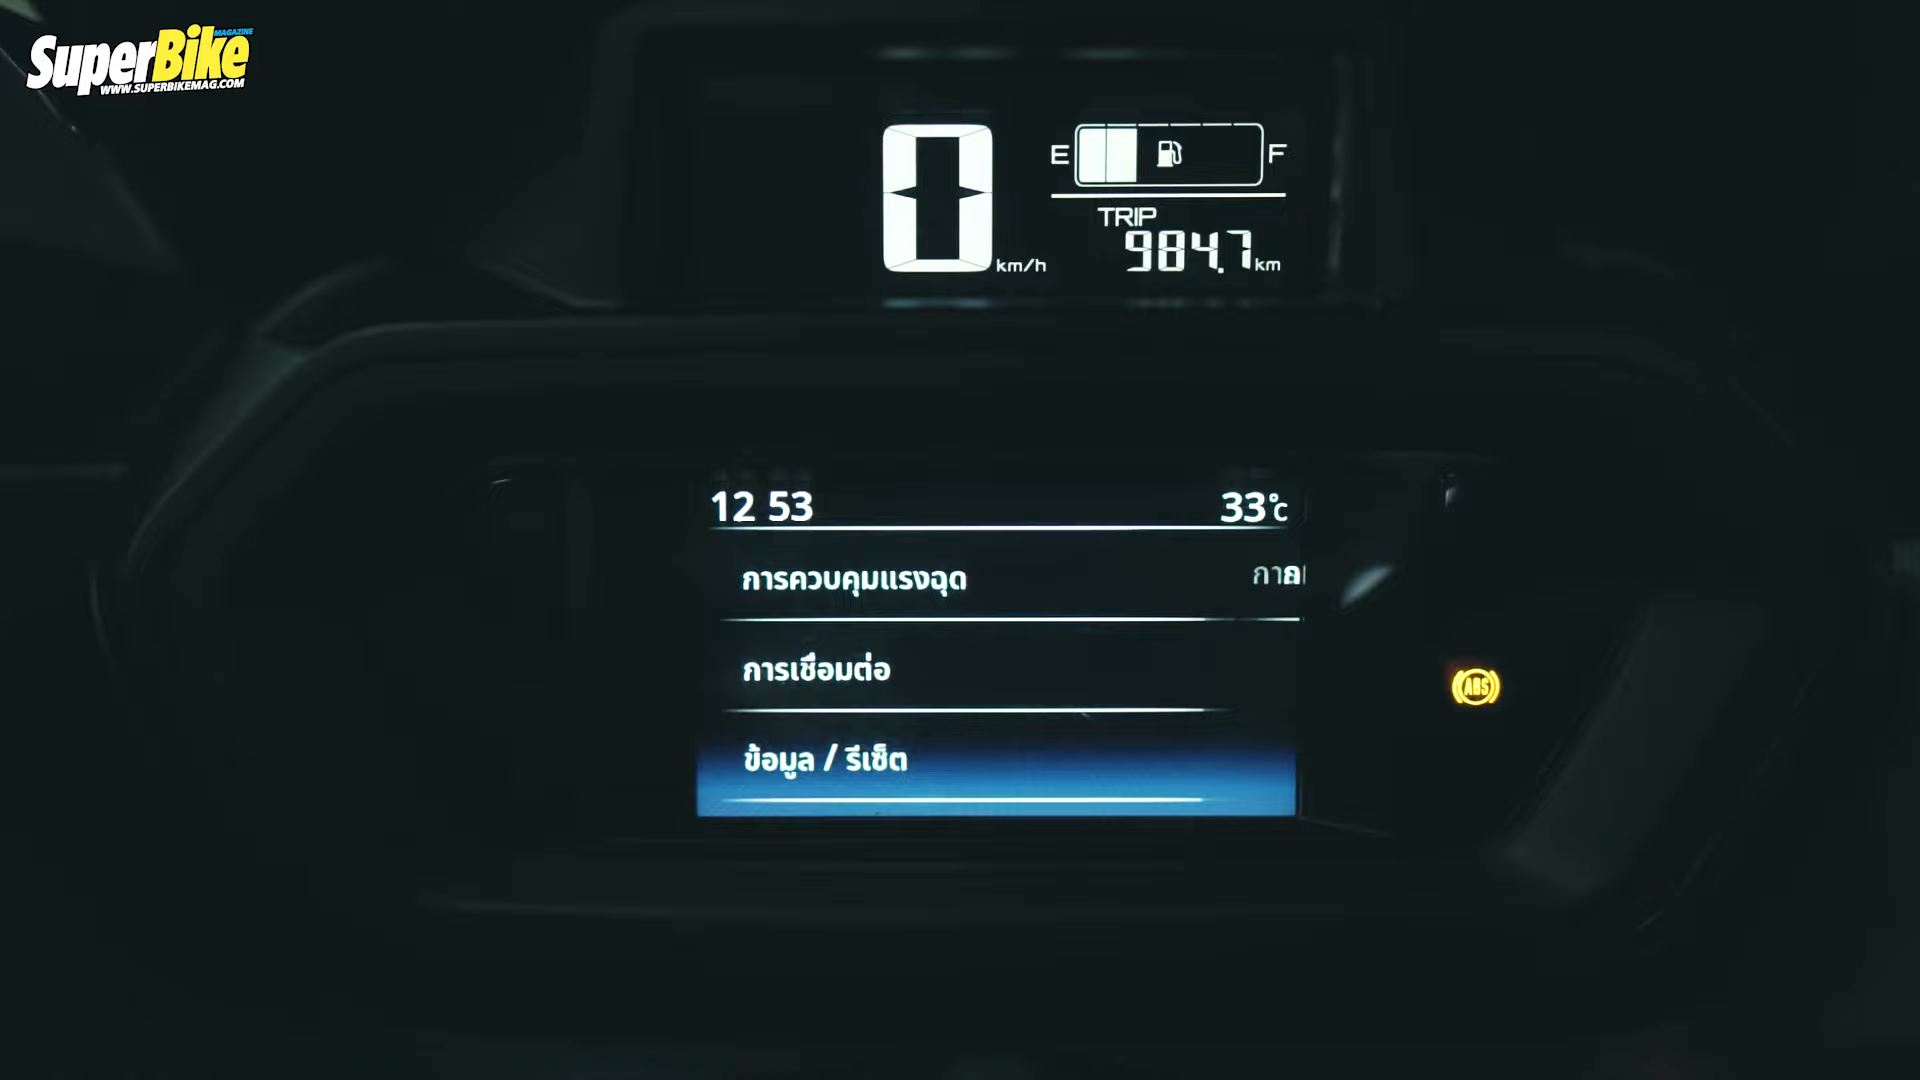 SuperBike
MAGAZINE
WWW.SUPERBIKEMAG.COM
0 km/h
E F
TRIP
984.7 km
12 53
33°C
การควบคุมแรงฉุด
การเชื่อมต่อ
ข้อมูล / รีเซ็ต
ABS